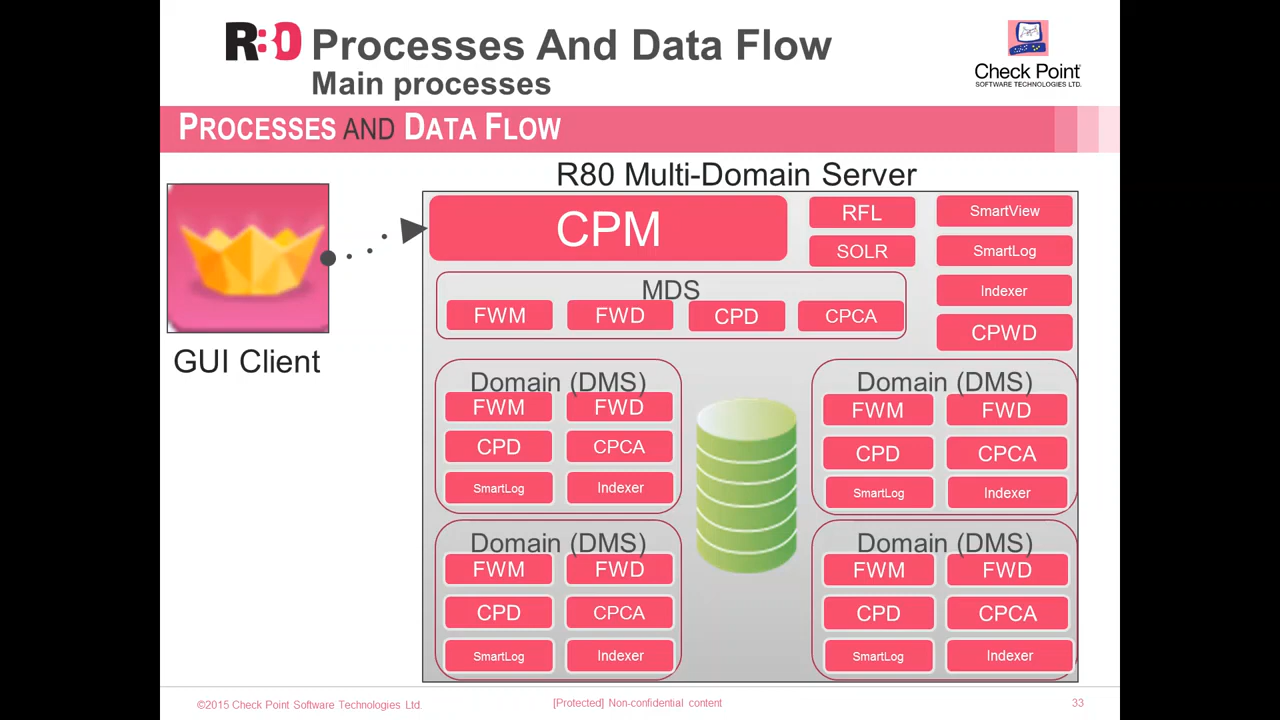 R80 Processes And Data Flow
Main processes
Check Point
SOFTWARE TECHNOLOGIES LTD.
PROCESSES AND DATA FLOW
R80 Multi-Domain Server
GUI Client
CPM
RFL
SOLR
SmartView
SmartLog
Indexer
CPWD
MDS
FWM FWD CPD CPCA
Domain (DMS)
FWM FWD
CPD CPCA
SmartLog Indexer
Domain (DMS)
FWM FWD
CPD CPCA
SmartLog Indexer
Domain (DMS)
FWM FWD
CPD CPCA
SmartLog Indexer
Domain (DMS)
FWM FWD
CPD CPCA
SmartLog Indexer
©2015 Check Point Software Technologies Ltd. [Protected] Non-confidential content 33